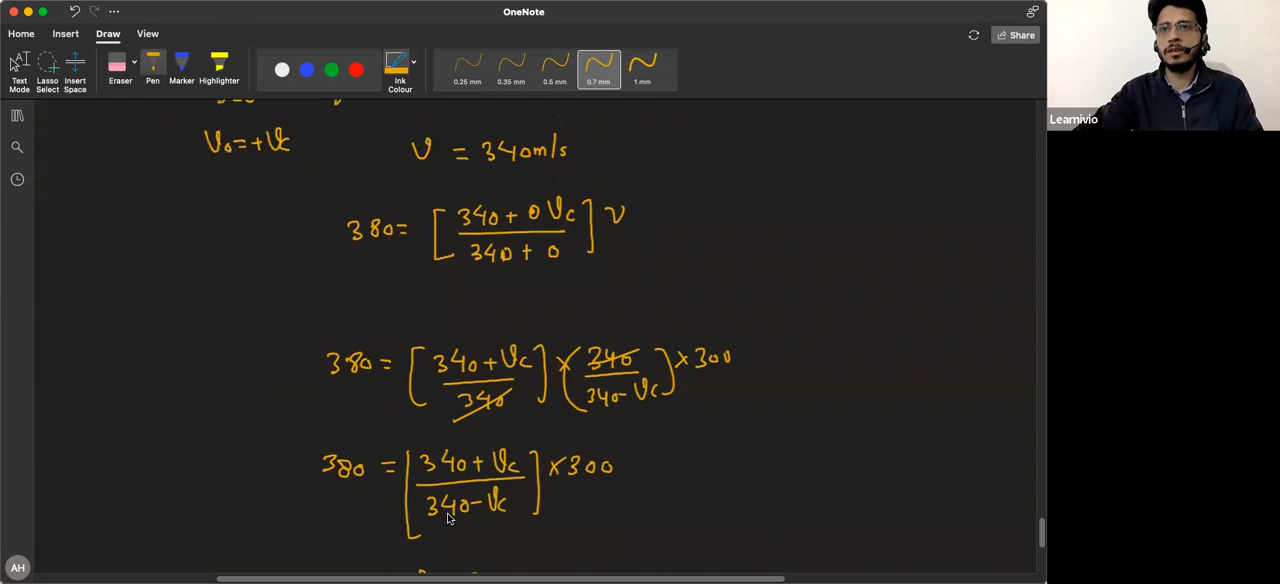 OneNote
Home Insert Draw View
Share
Text Mode
Lasso Select
Insert Space
Eraser
Pen
Marker
Highlighter
Ink Colour
0.25 mm
0.35 mm
0.5 mm
0.7 mm
1 mm
Learnivio
V₀ = +Vc
V = 340m/s
380 = [340 + 0 Vc / 340 + 0] ν
380 = [340 + Vc / 340] × (340 / 340 - Vc) × 300
380 = [340 + Vc / 340 - Vc] × 300
AH